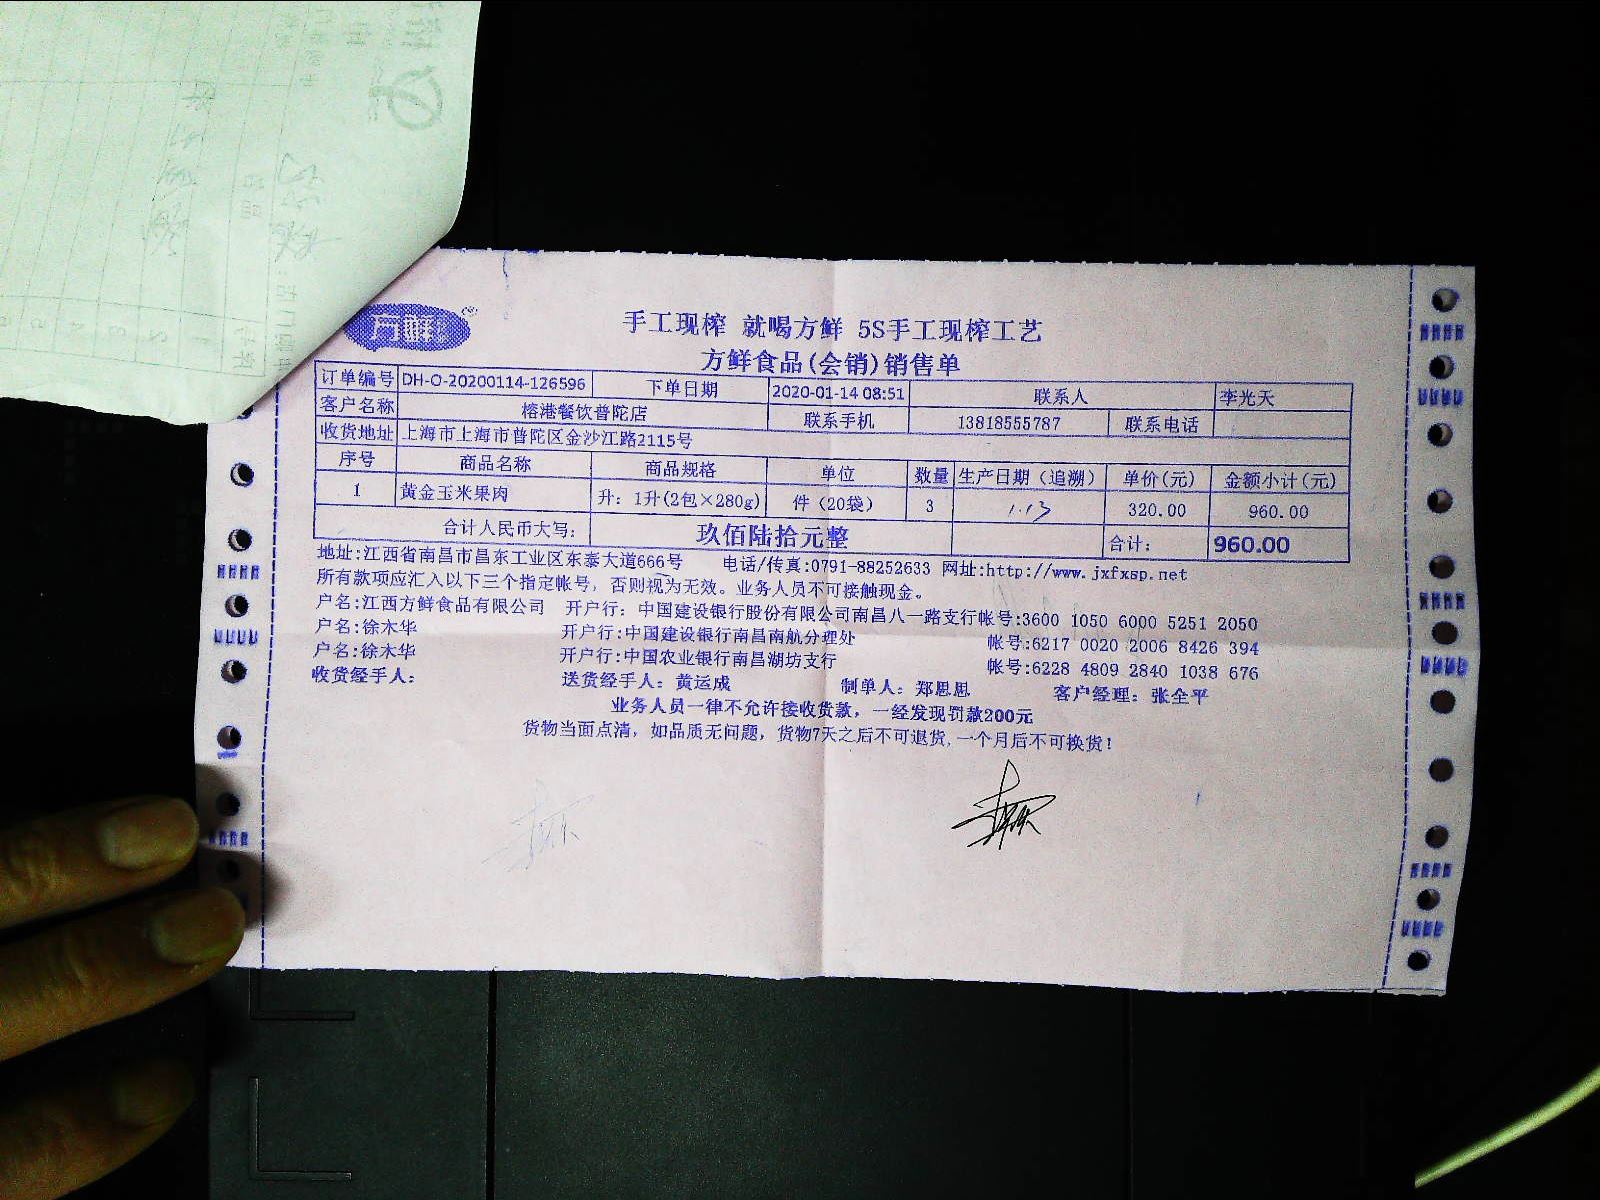 方鲜
手工现榨 就喝方鲜 5S手工现榨工艺
方鲜食品(会销)销售单
订单编号 DH-O-20200114-126596 下单日期 2020-01-14 08:51 联系人 李光天
客户名称 榕港餐饮普陀店 联系手机 13818555787 联系电话
收货地址 上海市上海市普陀区金沙江路2115号
序号 商品名称 商品规格 单位 数量 生产日期（追溯） 单价(元) 金额小计(元)
1 黄金玉米果肉 升：1升(2包×280g) 件（20袋） 3 1.13 320.00 960.00
合计人民币大写: 玖佰陆拾元整 合计: 960.00
地址:江西省南昌市昌东工业区东泰大道666号 电话/传真:0791-88252633 网址:http://www.jxfxsp.net
所有款项应汇入以下三个指定帐号，否则视为无效。业务人员不可接触现金。
户名:江西方鲜食品有限公司 开户行: 中国建设银行股份有限公司南昌八一路支行帐号:3600 1050 6000 5251 2050
户名:徐木华 开户行:中国建设银行南昌南航分理处 帐号:6217 0020 2006 8426 394
户名:徐木华 开户行:中国农业银行南昌湖坊支行 帐号:6228 4809 2840 1038 676
收货经手人: 送货经手人: 黄运成 制单人: 郑思思 客户经理: 张全平
业务人员一律不允许接收货款，一经发现罚款200元
货物当面点清，如品质无问题，货物7天之后不可退货,一个月后不可换货！